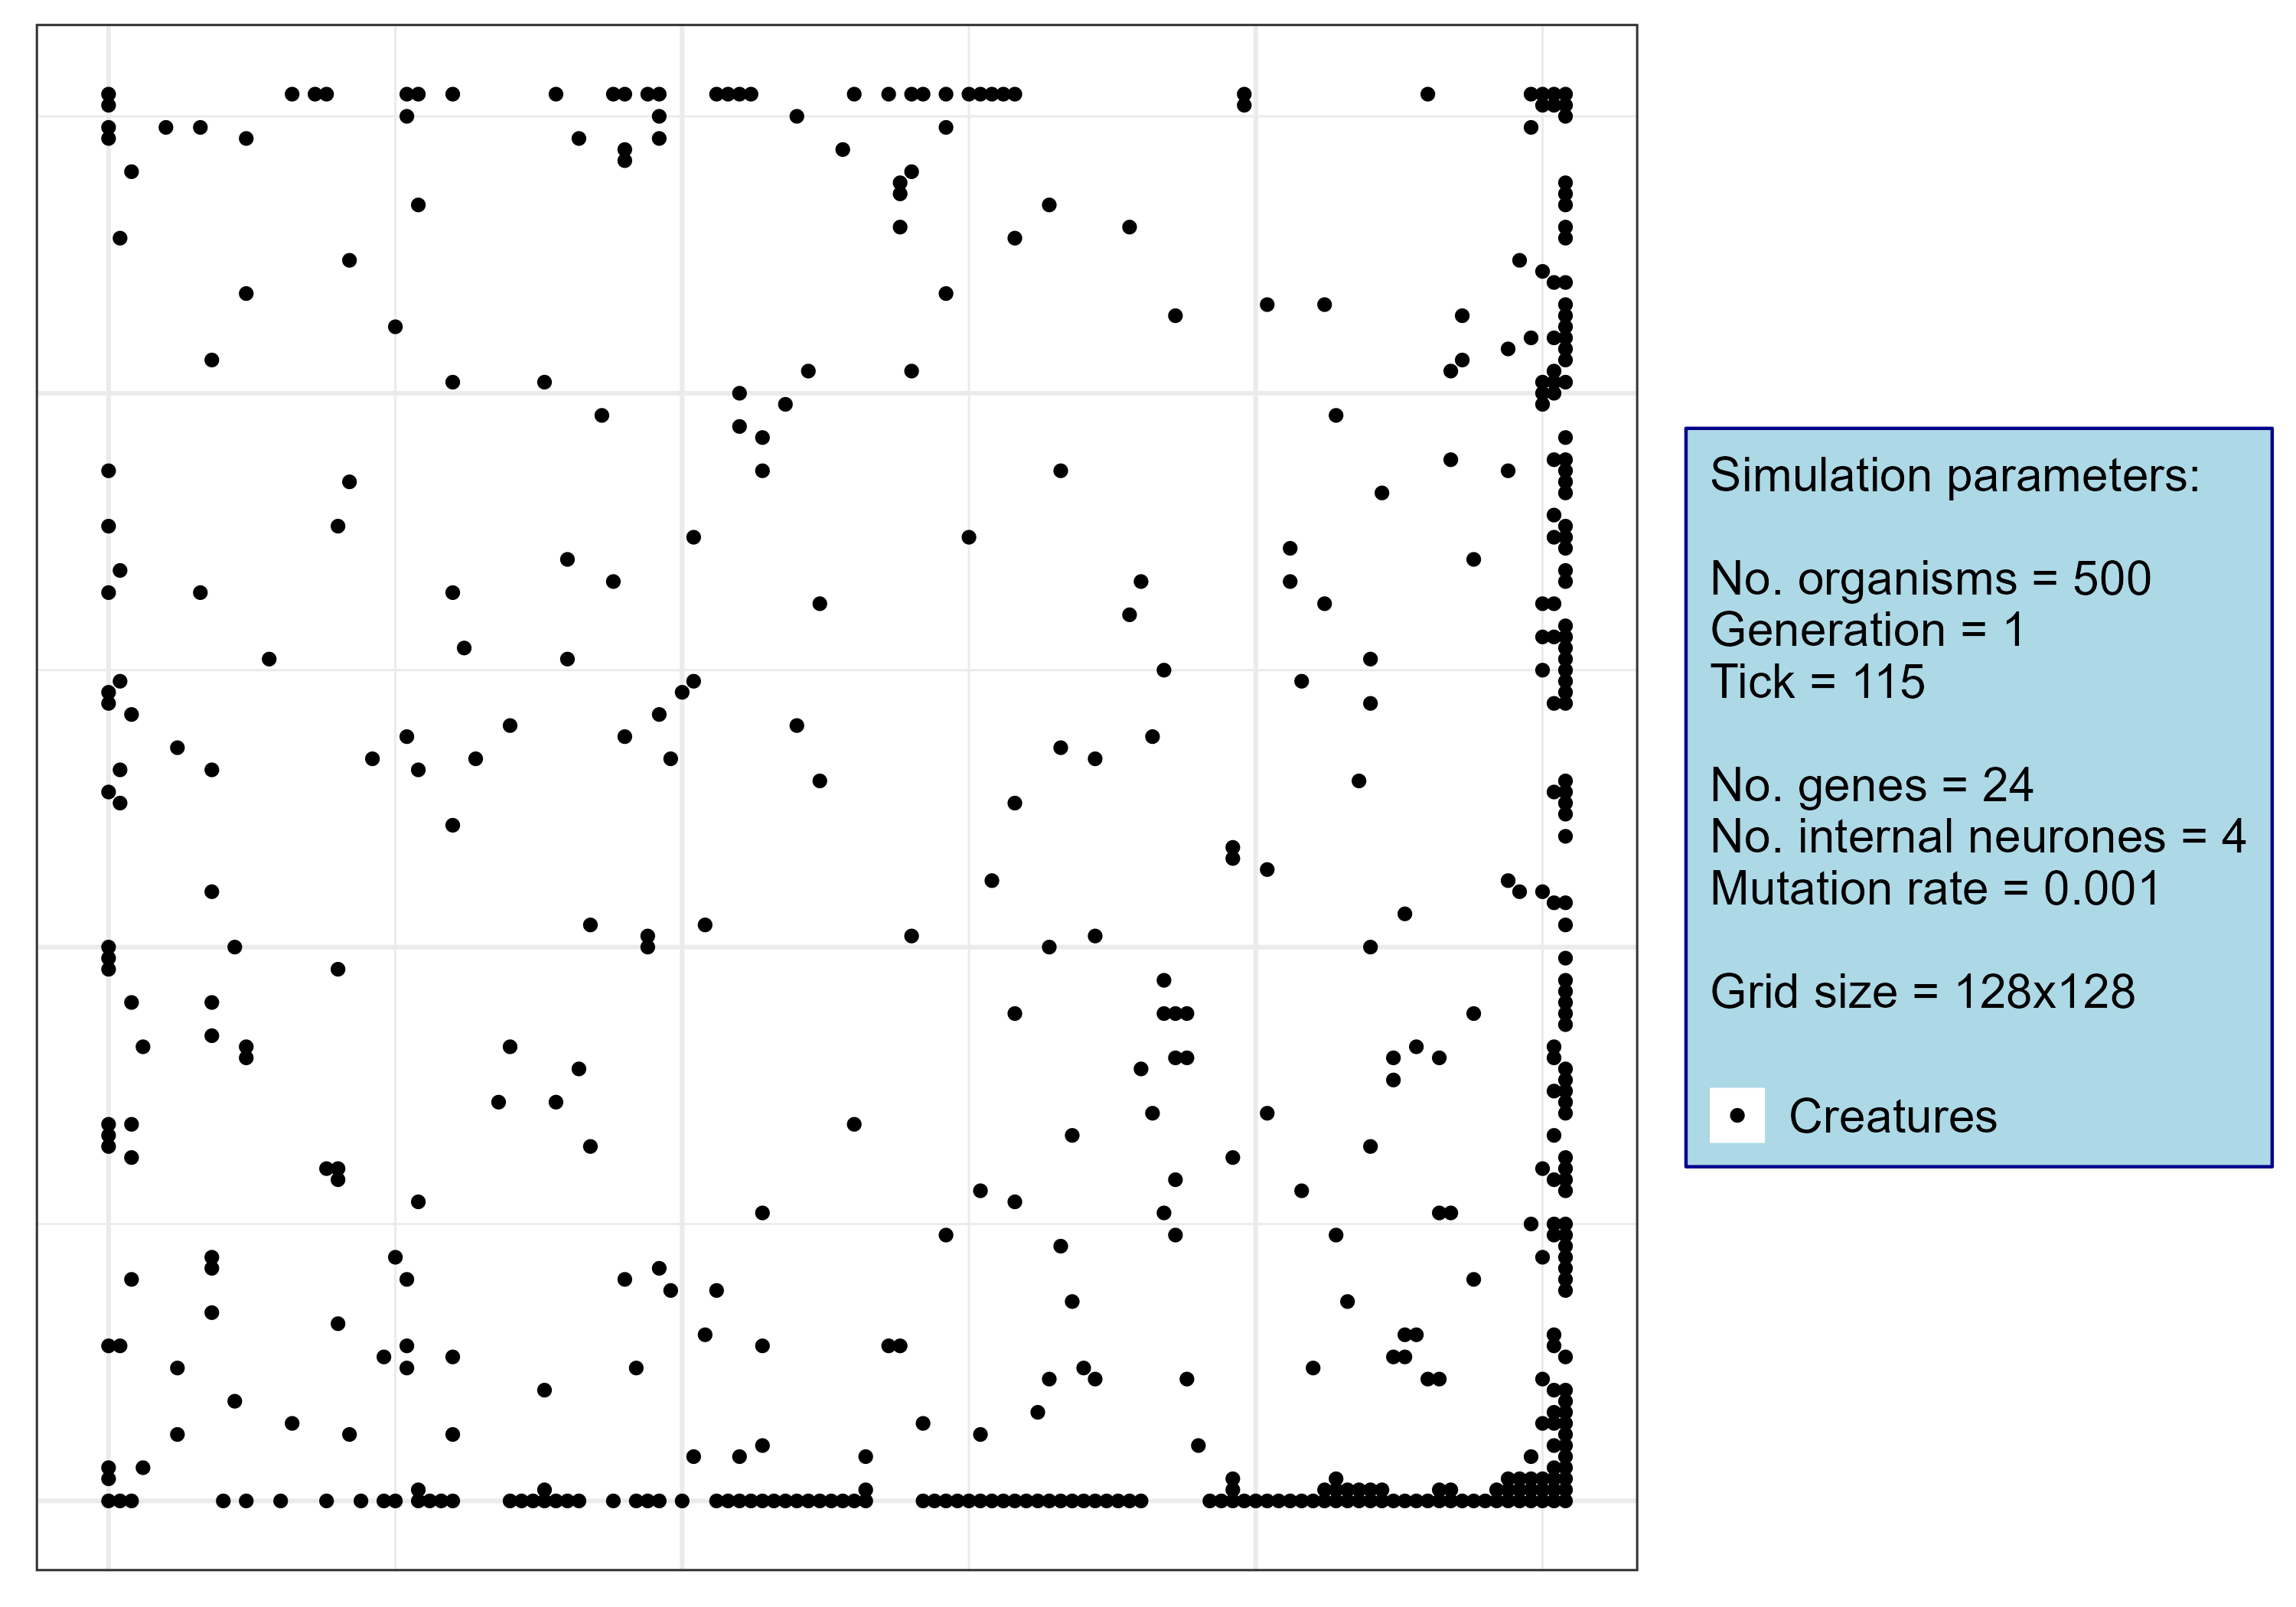 Simulation parameters:
No. organisms = 500
Generation = 1
Tick = 115
No. genes = 24
No. internal neurones = 4
Mutation rate = 0.001
Grid size = 128x128
Creatures